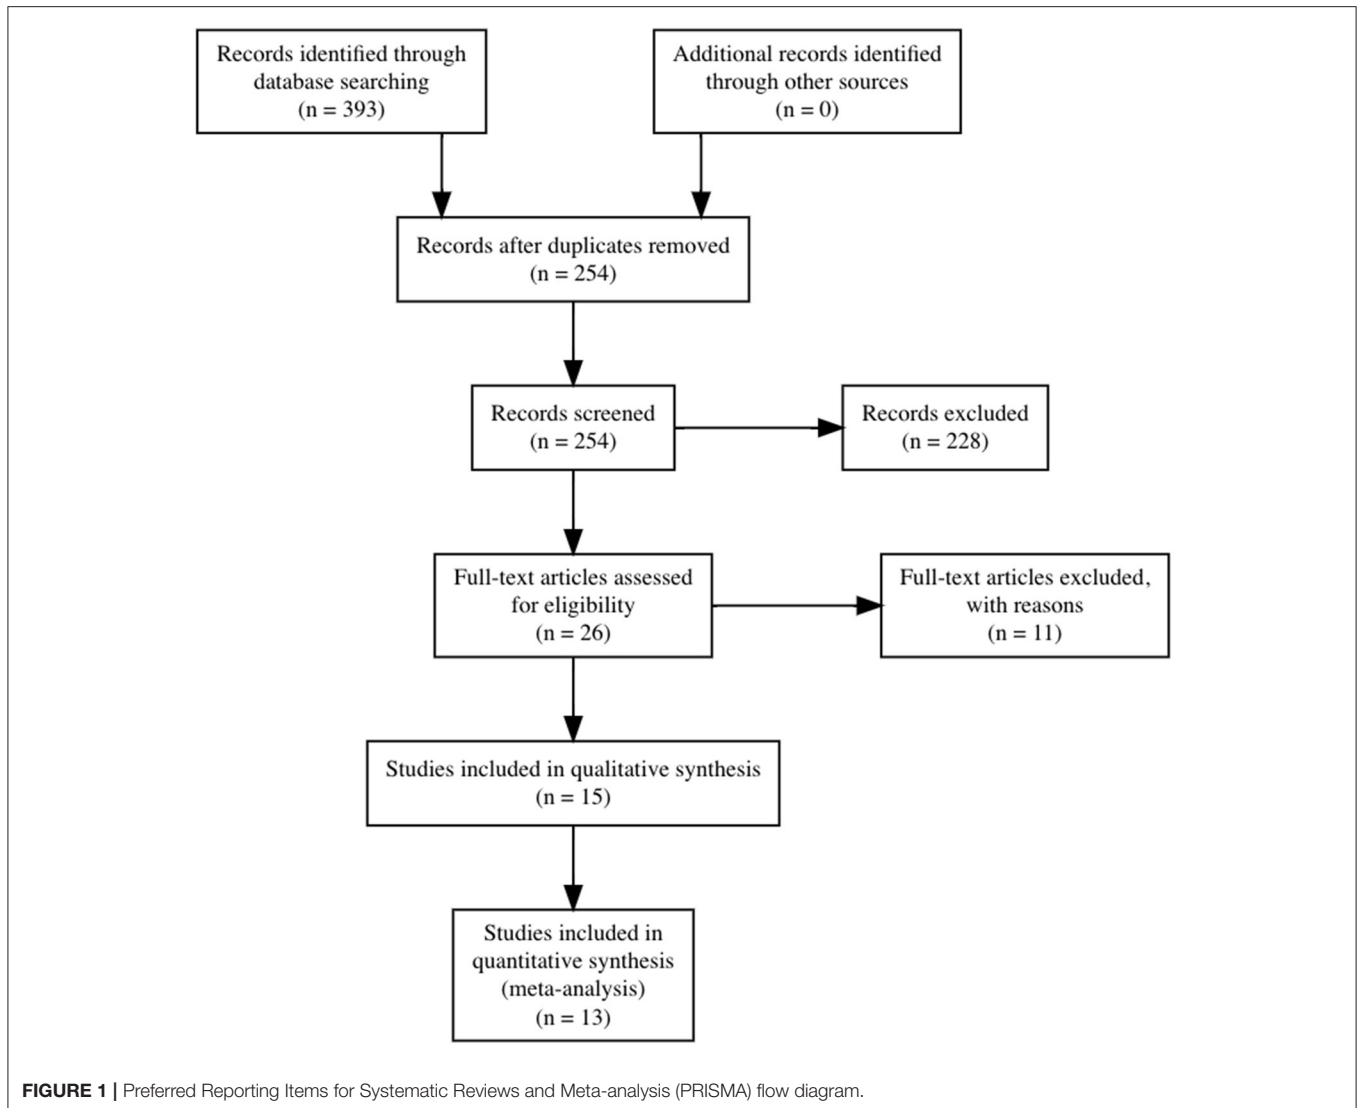 Records identified through
database searching
(n = 393)
Additional records identified
through other sources
(n = 0)
Records after duplicates removed
(n = 254)
Records screened
(n = 254)
Records excluded
(n = 228)
Full-text articles assessed
for eligibility
(n = 26)
Full-text articles excluded,
with reasons
(n = 11)
Studies included in qualitative synthesis
(n = 15)
Studies included in
quantitative synthesis
(meta-analysis)
(n = 13)
FIGURE 1 | Preferred Reporting Items for Systematic Reviews and Meta-analysis (PRISMA) flow diagram.